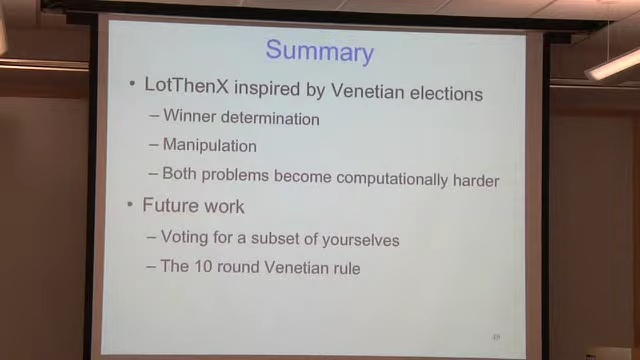 Summary
• LotThenX inspired by Venetian elections
– Winner determination
– Manipulation
– Both problems become computationally harder
• Future work
– Voting for a subset of yourselves
– The 10 round Venetian rule